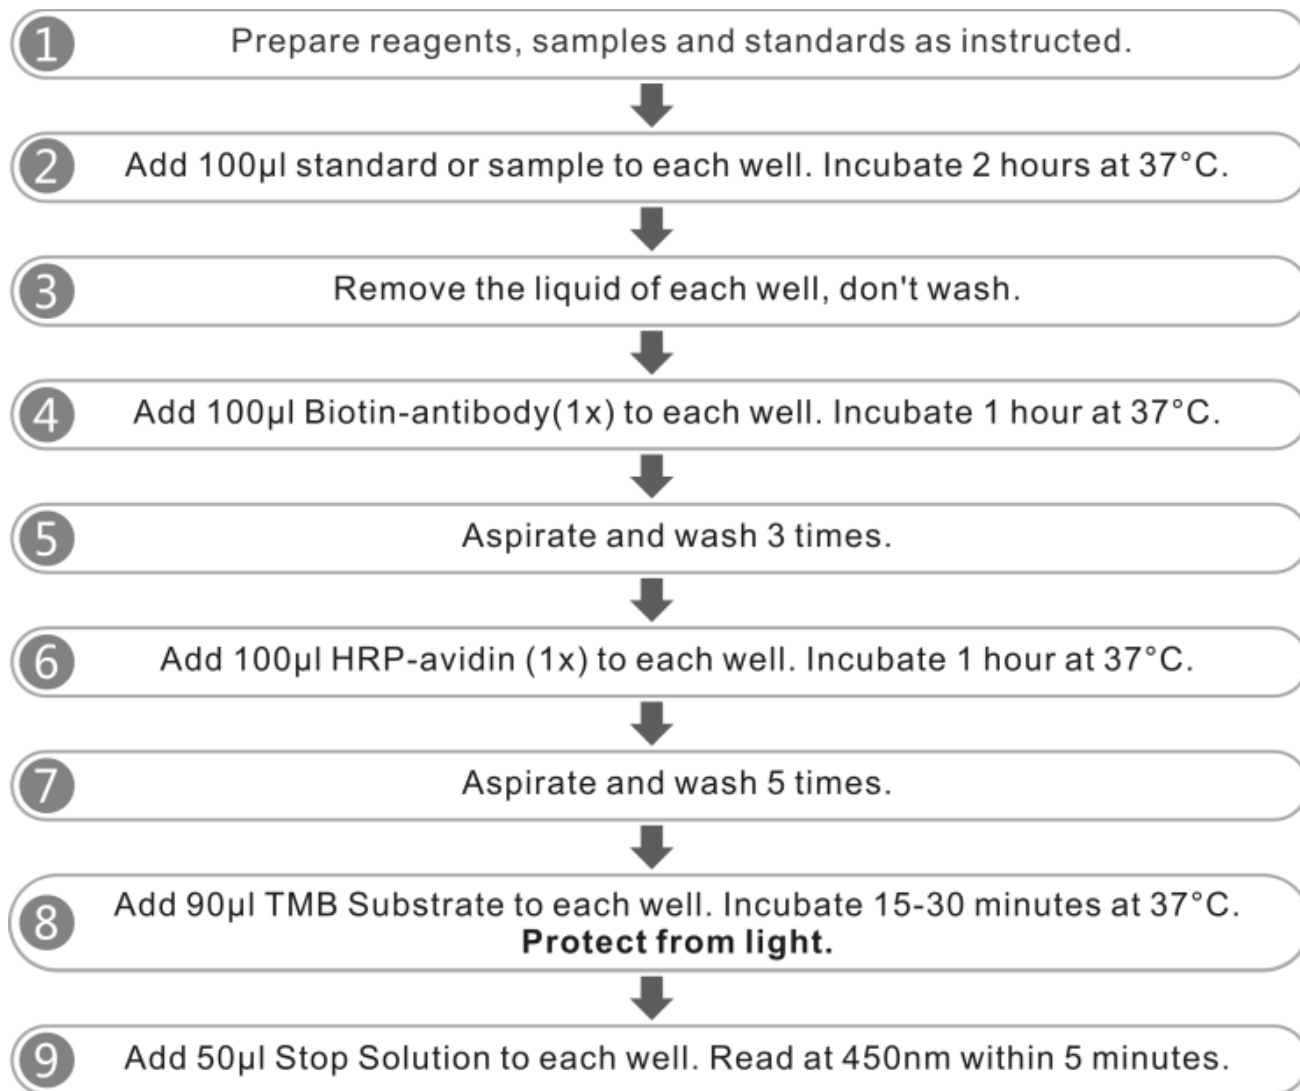 1 Prepare reagents, samples and standards as instructed.
2 Add 100µl standard or sample to each well. Incubate 2 hours at 37°C.
3 Remove the liquid of each well, don't wash.
4 Add 100µl Biotin-antibody(1x) to each well. Incubate 1 hour at 37°C.
5 Aspirate and wash 3 times.
6 Add 100µl HRP-avidin (1x) to each well. Incubate 1 hour at 37°C.
7 Aspirate and wash 5 times.
8 Add 90µl TMB Substrate to each well. Incubate 15-30 minutes at 37°C.
Protect from light.
9 Add 50µl Stop Solution to each well. Read at 450nm within 5 minutes.